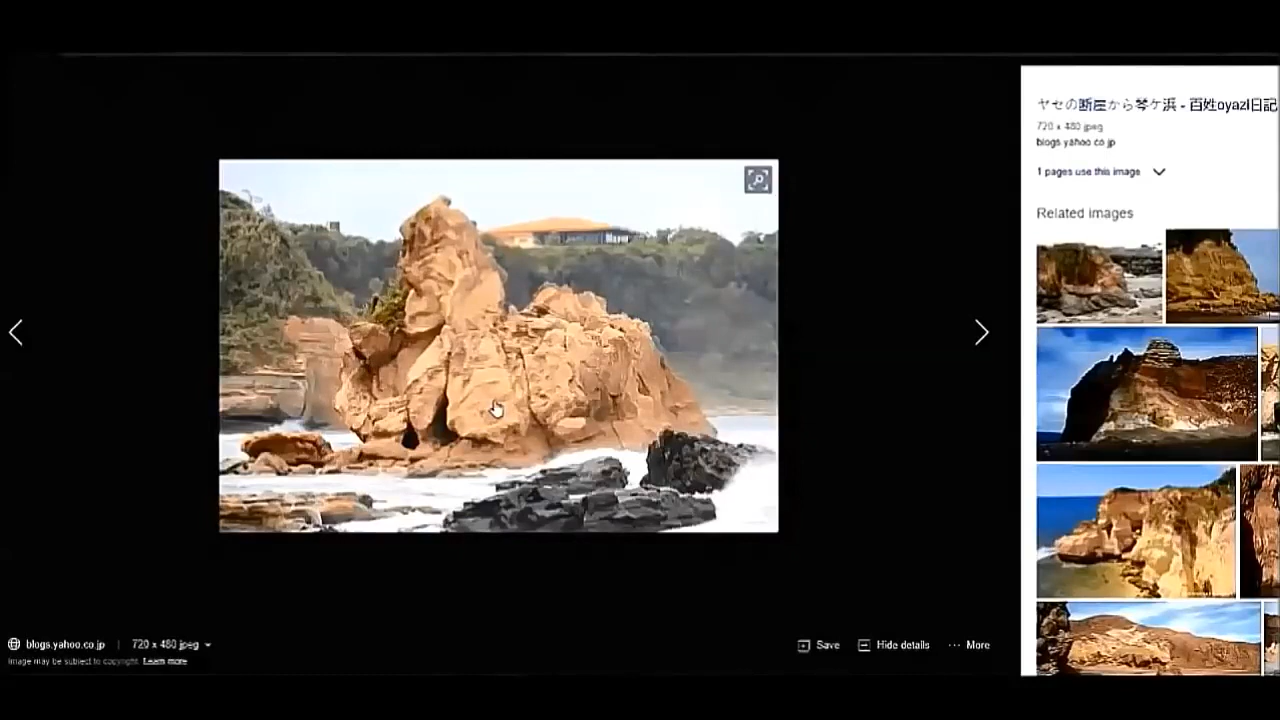 ヤセの断崖から琴ケ浜 - 百姓oyazi日記
720 x 480 jpeg
blogs.yahoo.co.jp
1 pages use this image
Related images
blogs.yahoo.co.jp | 720 x 480 jpeg
Save Hide details ··· More
Image may be subject to copyright. Learn more